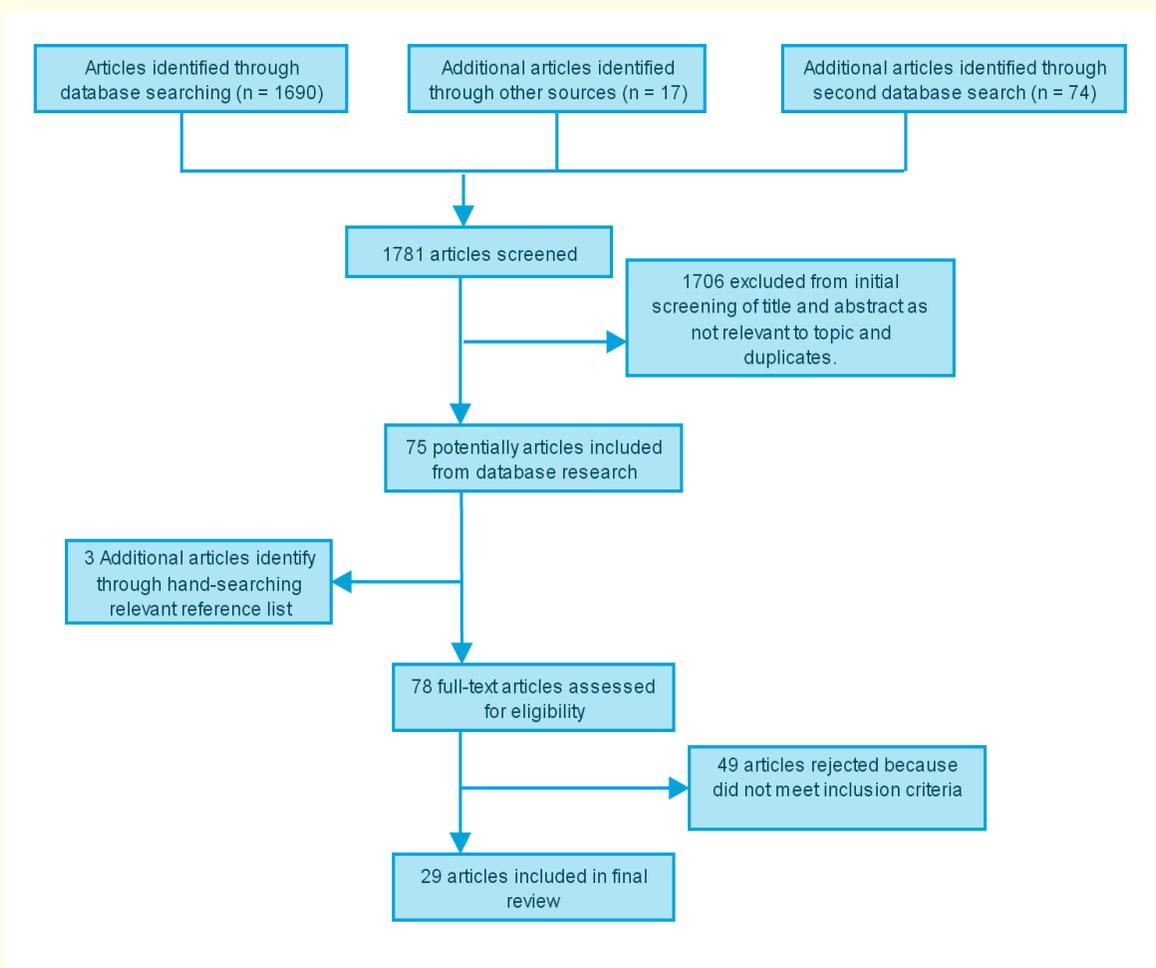 Articles identified through
database searching (n = 1690)
Additional articles identified
through other sources (n = 17)
Additional articles identified through
second database search (n = 74)
1781 articles screened
1706 excluded from initial
screening of title and abstract as
not relevant to topic and
duplicates.
75 potentially articles included
from database research
3 Additional articles identify
through hand-searching
relevant reference list
78 full-text articles assessed
for eligibility
49 articles rejected because
did not meet inclusion criteria
29 articles included in final
review